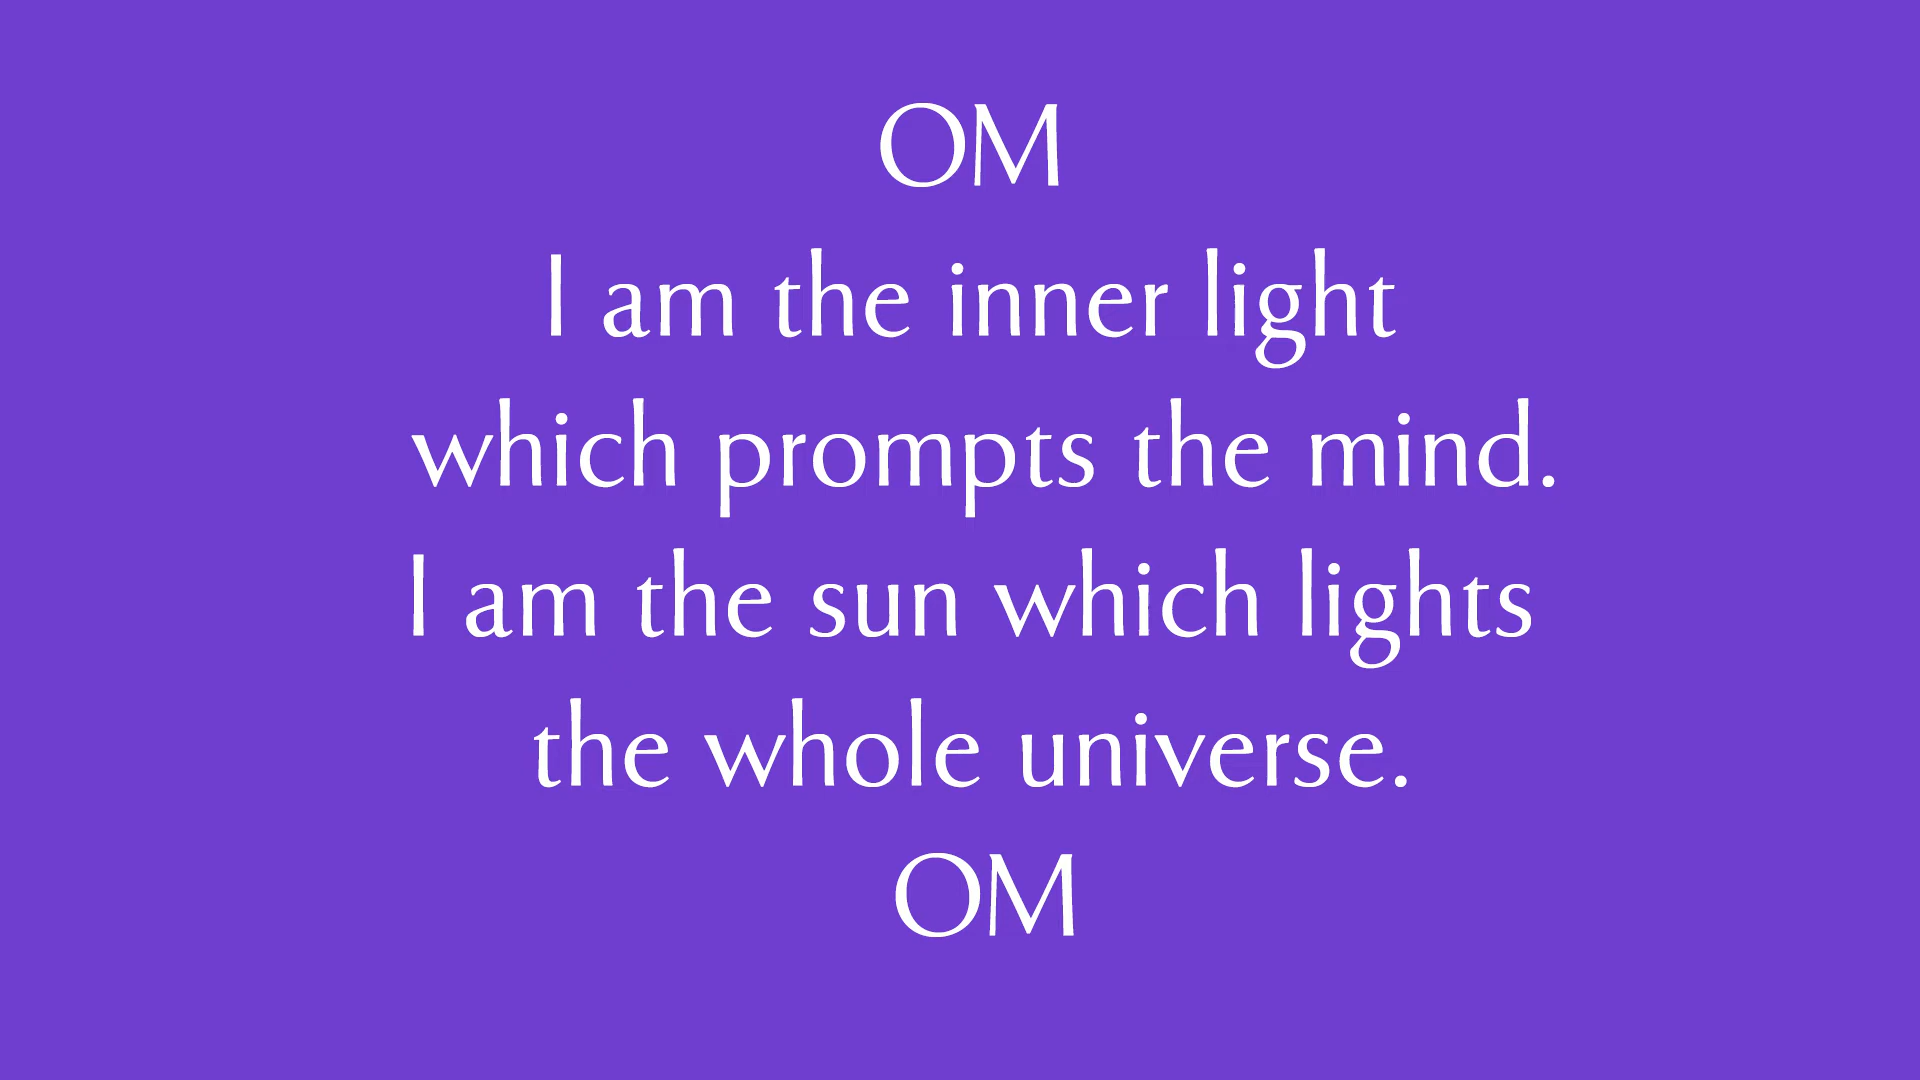 OM
I am the inner light
which prompts the mind.
I am the sun which lights
the whole universe.
OM